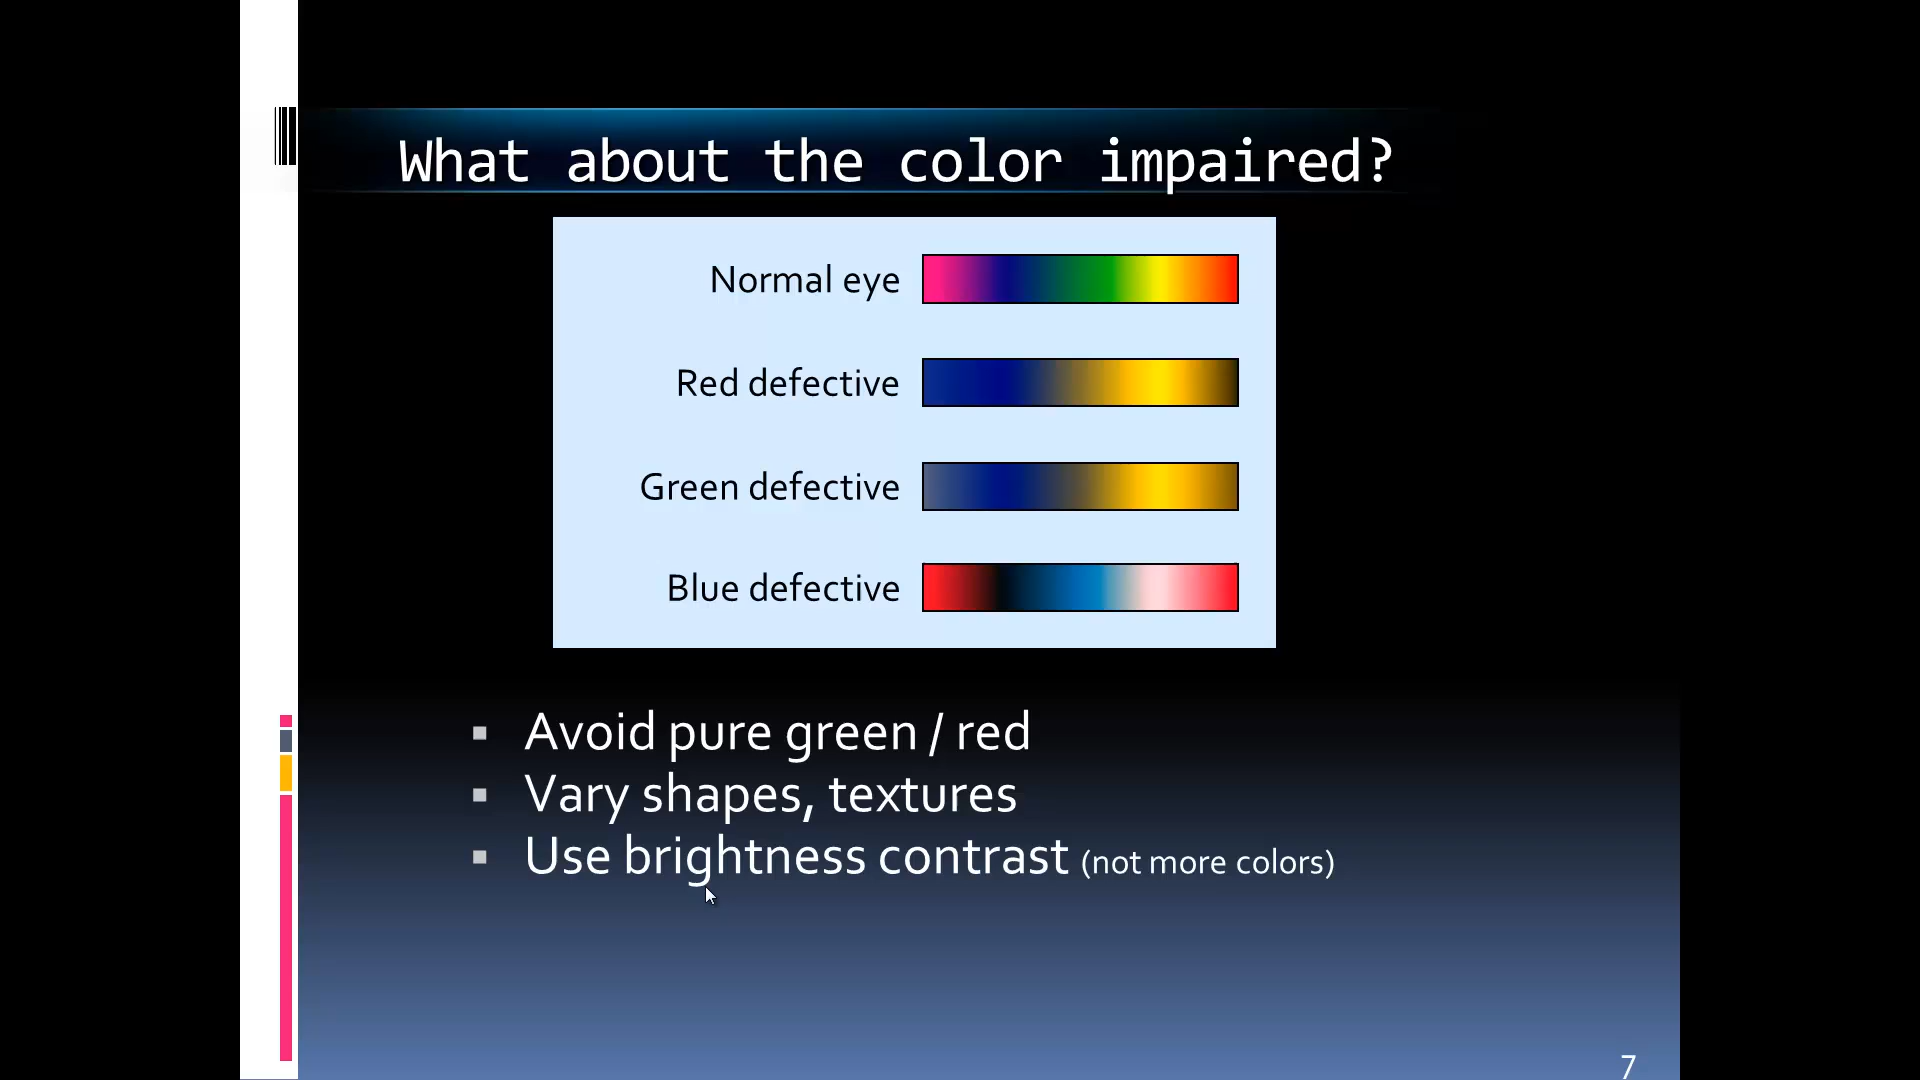 What about the color impaired?
Normal eye
Red defective
Green defective
Blue defective
Avoid pure green / red
Vary shapes, textures
Use brightness contrast (not more colors)
7